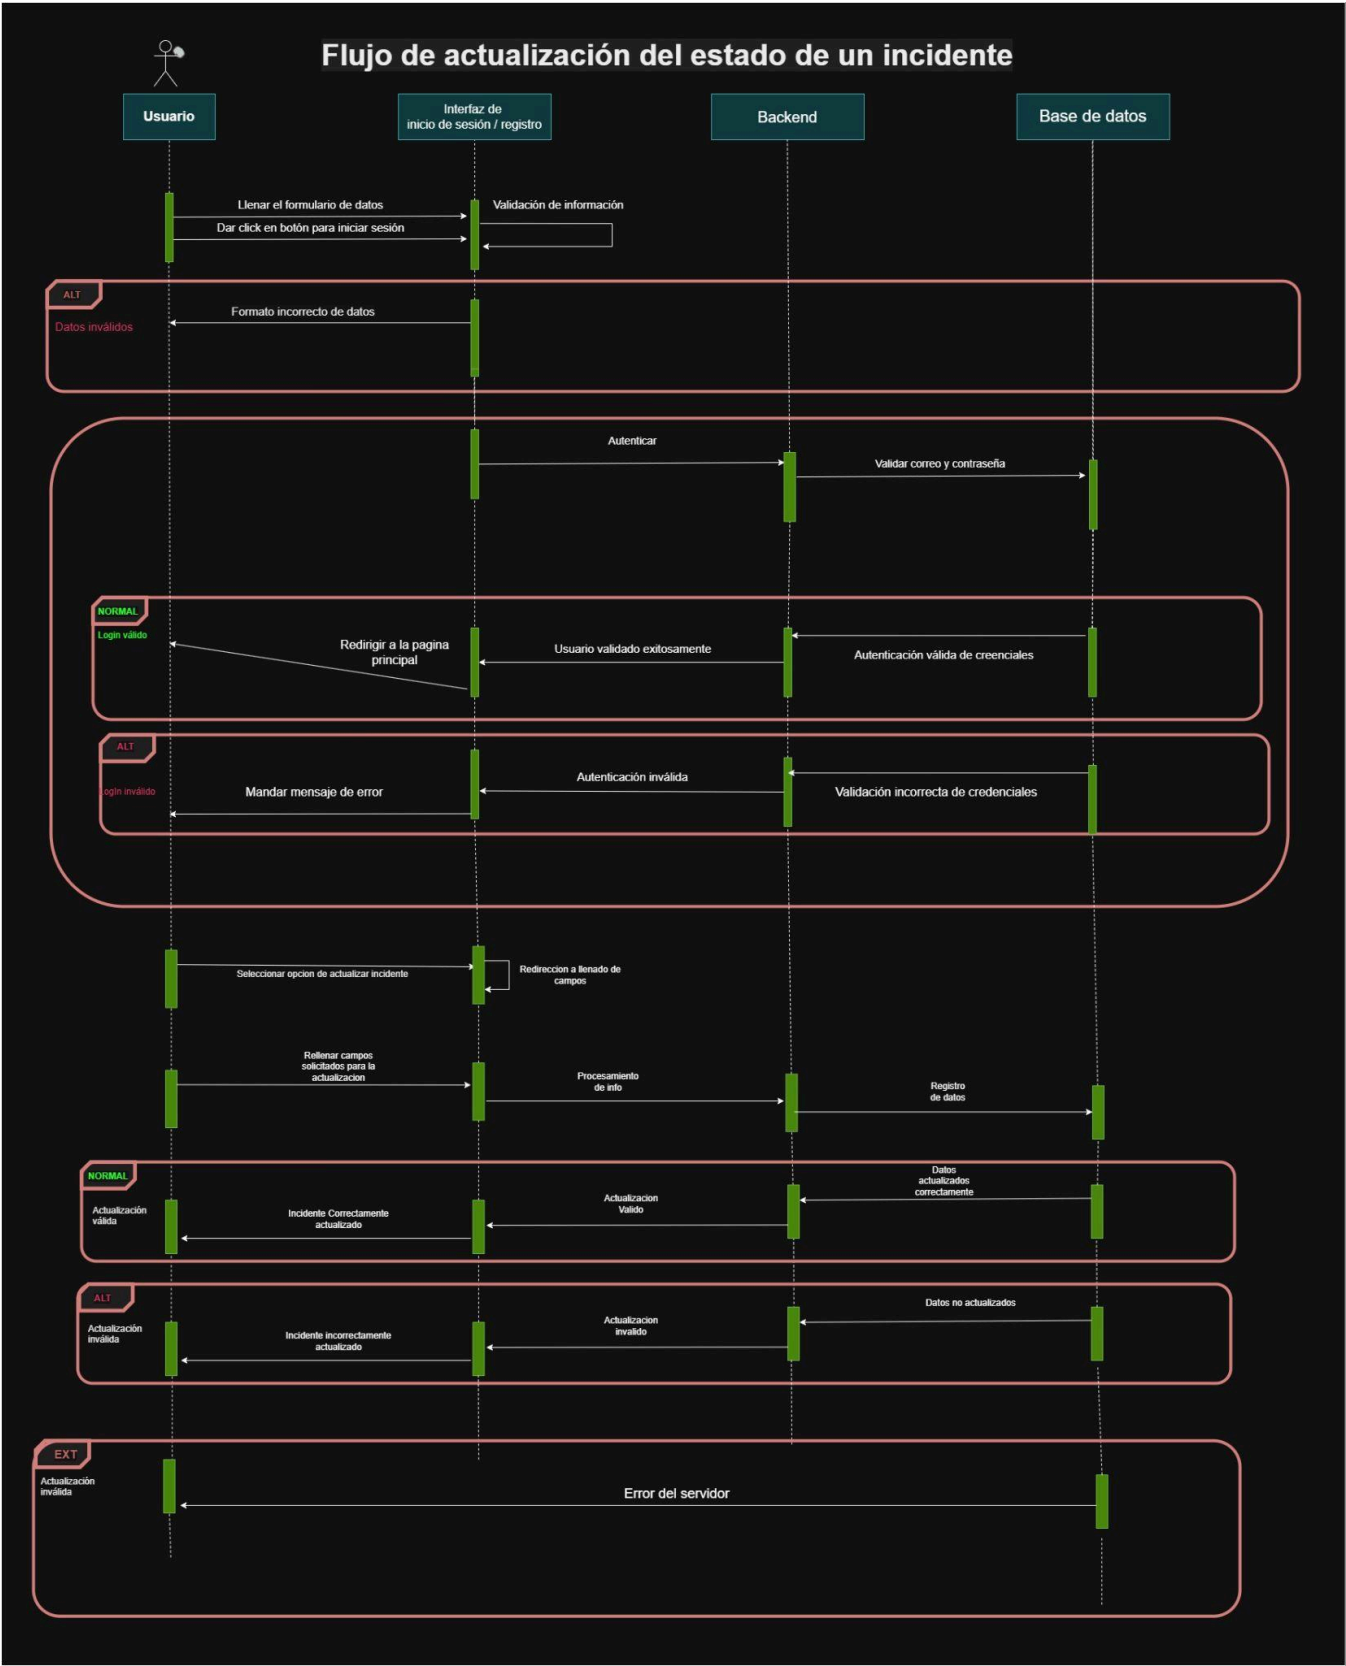 Flujo de actualización del estado de un incidente
Usuario
Interfaz de
inicio de sesión / registro
Backend
Base de datos
Llenar el formulario de datos
Validación de información
Dar click en botón para iniciar sesión
ALT
Datos inválidos
Formato incorrecto de datos
Autenticar
Validar correo y contraseña
NORMAL
Login válido
Redirigir a la pagina
principal
Usuario validado exitosamente
Autenticación válida de creenciales
ALT
Login inválido
Mandar mensaje de error
Autenticación inválida
Validación incorrecta de credenciales
Seleccionar opcion de actualizar incidente
Redireccion a llenado de
campos
Rellenar campos
solicitados para la
actualizacion
Procesamiento
de info
Registro
de datos
NORMAL
Actualización
válida
Incidente Correctamente
actualizado
Actualizacion
Valido
Datos
actualizados
correctamente
ALT
Actualización
inválida
Incidente incorrectamente
actualizado
Actualizacion
invalido
Datos no actualizados
EXT
Actualización
inválida
Error del servidor